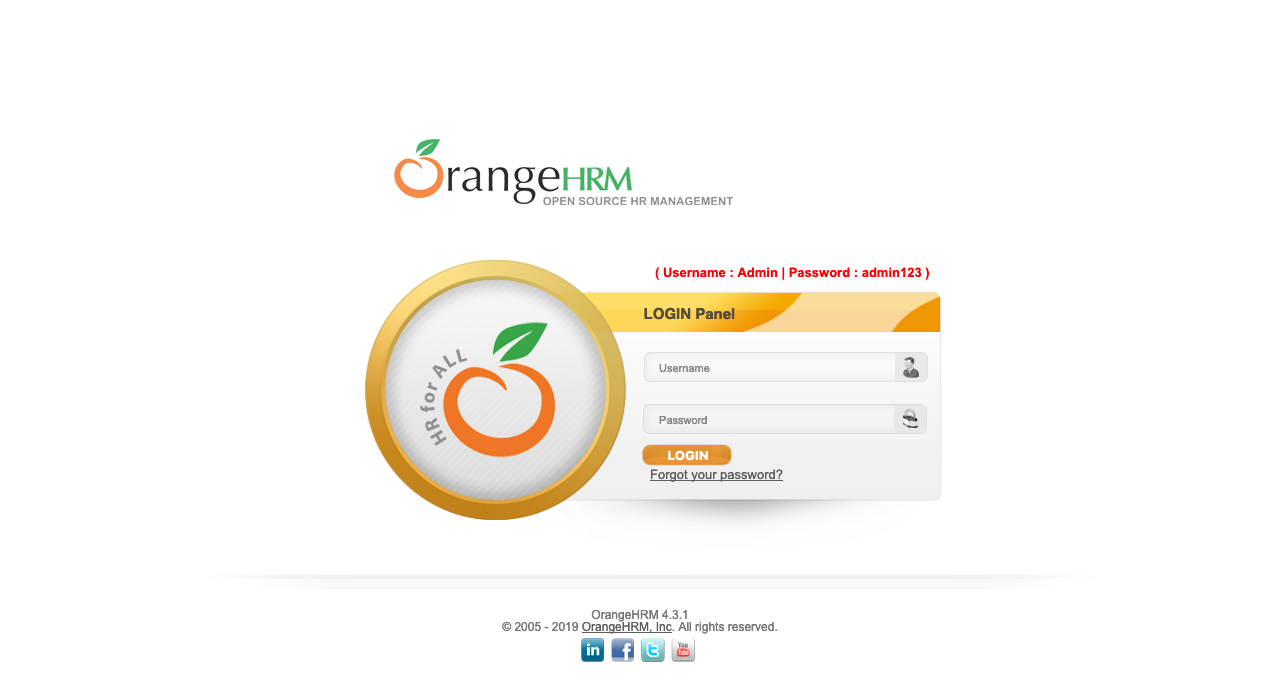 OrangeHRM
OPEN SOURCE HR MANAGEMENT
( Username : Admin | Password : admin123 )
LOGIN Panel
HR for ALL
Username
Password
LOGIN
Forgot your password?
OrangeHRM 4.3.1
© 2005 - 2019 OrangeHRM, Inc. All rights reserved.
in f t You Tube